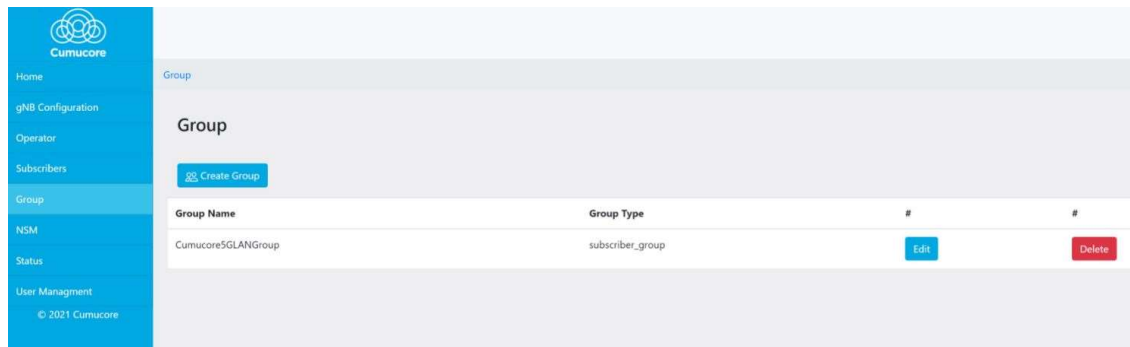 Cumucore
Home
gNB Configuration
Operator
Subscribers
Group
NSM
Status
User Managment
© 2021 Cumucore
Group
Group
Create Group
Group Name Group Type # #
Cumucore5GLANGroup subscriber_group Edit Delete